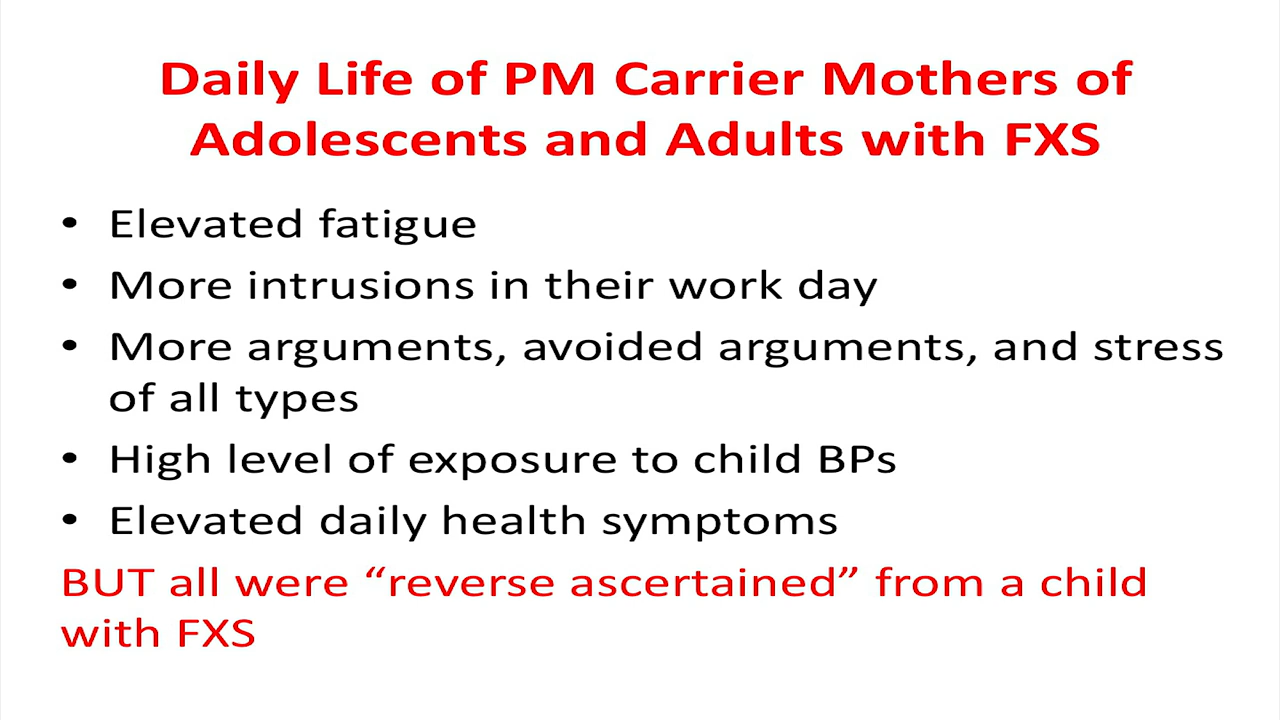 Daily Life of PM Carrier Mothers of
Adolescents and Adults with FXS
• Elevated fatigue
• More intrusions in their work day
• More arguments, avoided arguments, and stress
of all types
• High level of exposure to child BPs
• Elevated daily health symptoms
BUT all were “reverse ascertained” from a child
with FXS